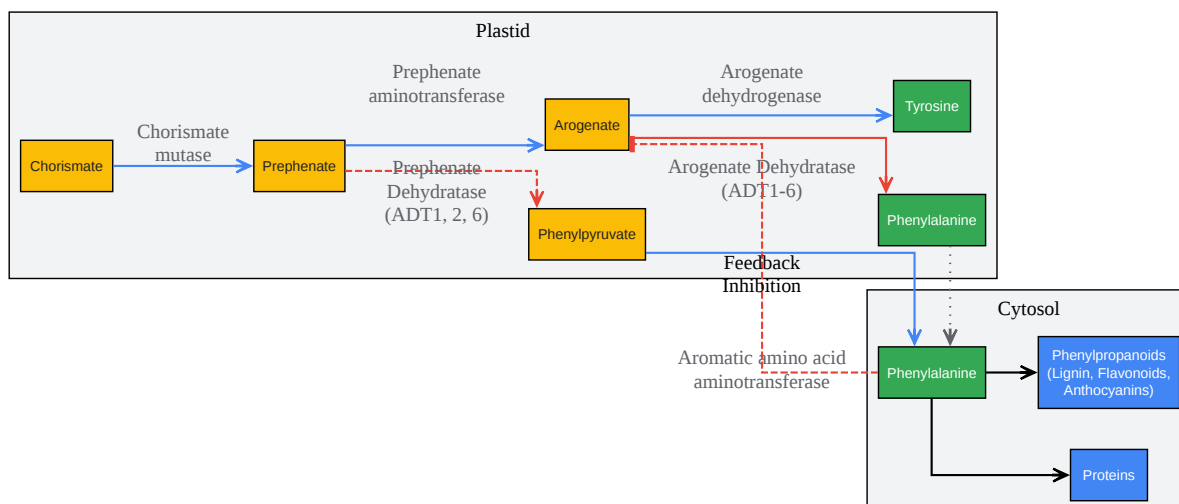 Plastid
Prephenate
aminotransferase
Arogenate
dehydrogenase
Tyrosine
Arogenate
Chorismate
mutase
Chorismate
Prephenate
Prephenate
Dehydratase
(ADT1, 2, 6)
Arogenate Dehydratase
(ADT1-6)
Phenylpyruvate
Phenylalanine
Feedback
Inhibition
Cytosol
Aromatic amino acid
aminotransferase
Phenylalanine
Phenylpropanoids
(Lignin, Flavonoids,
Anthocyanins)
Proteins